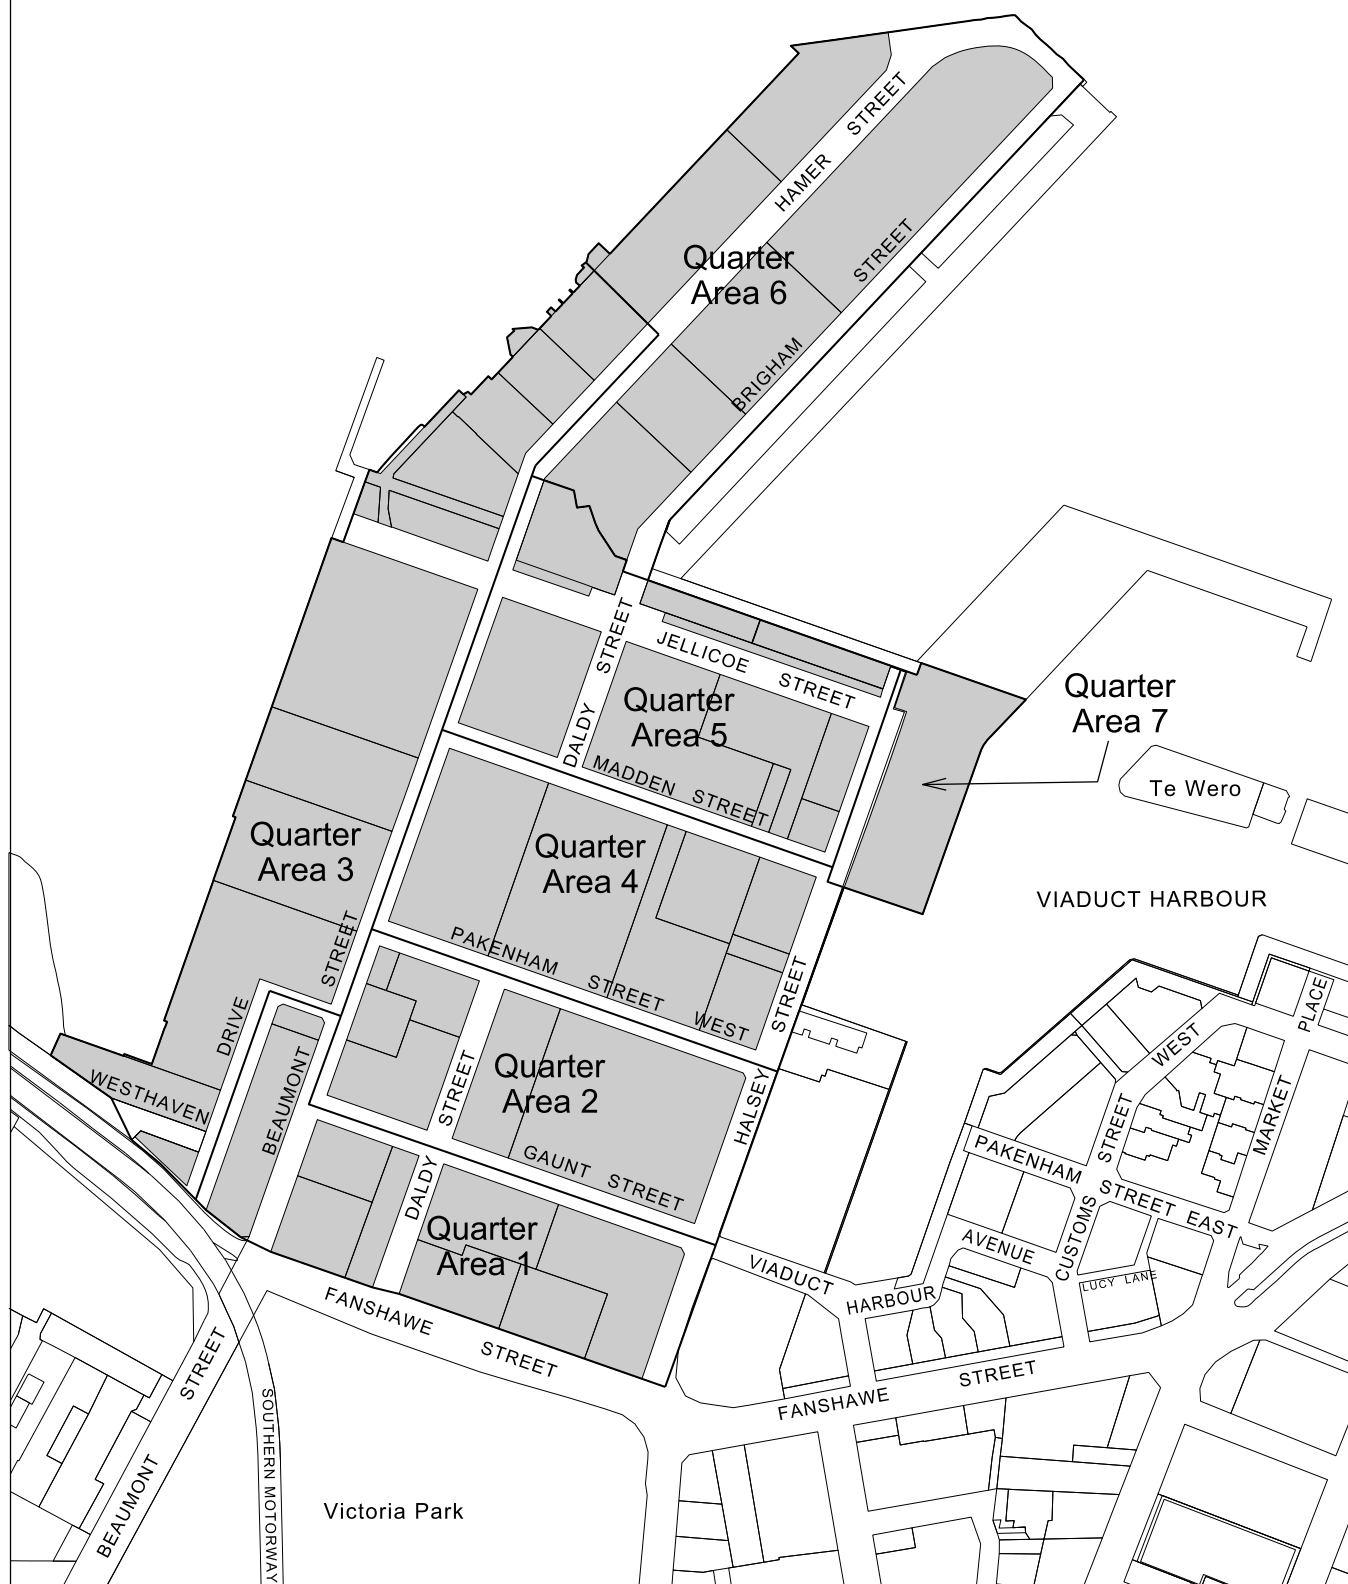 HAMER STREET
Quarter
Area 6
STREET
BRIGHAM
STREET
JELLICOE STREET
DALDY
Quarter
Area 5
MADDEN STREET
Quarter
Area 7
Te Wero
Quarter
Area 3
Quarter
Area 4
VIADUCT HARBOUR
STREET
PAKENHAM STREET WEST
STREET
HALSEY
DRIVE
WESTHAVEN
BEAUMONT
Quarter
Area 2
STREET
DALDY
GAUNT STREET
Quarter
Area 1
FANSHAWE STREET
PLACE
MARKET
WEST
STREET
CUSTOMS
PAKENHAM
STREET EAST
AVENUE
LUCY LANE
VIADUCT
HARBOUR
FANSHAWE STREET
STREET
BEAUMONT
SOUTHERN MOTORWAY
Victoria Park